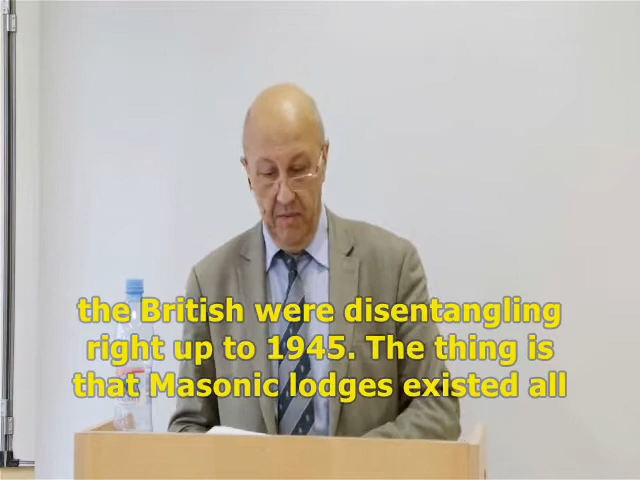 the British were disentangling
right up to 1945. The thing is
that Masonic lodges existed all